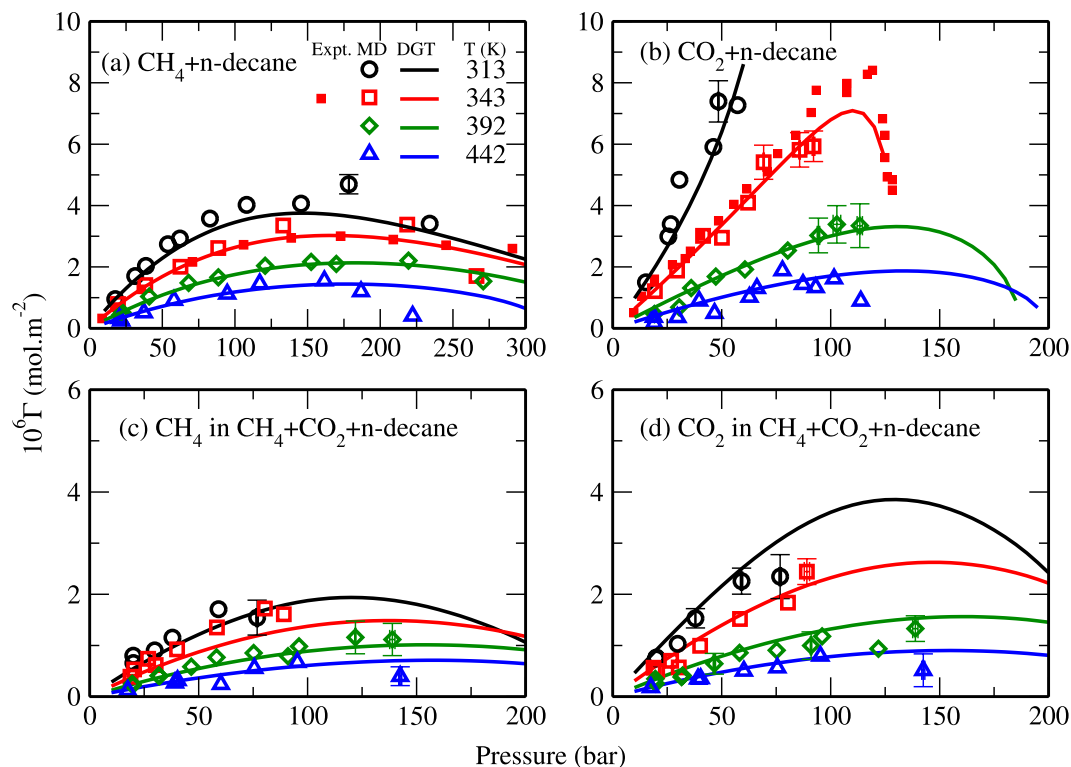 10
8
6
4
2
0
(a) CH4+n-decane
Expt. MD DGT T (K)
313
343
392
442
0 50 100 150 200 250 300
10
8
6
4
2
0
(b) CO2+n-decane
0 50 100 150 200
10^6Γ (mol.m^-2)
6
4
2
0
(c) CH4 in CH4+CO2+n-decane
0 50 100 150 200
6
4
2
0
(d) CO2 in CH4+CO2+n-decane
0 50 100 150 200
Pressure (bar)